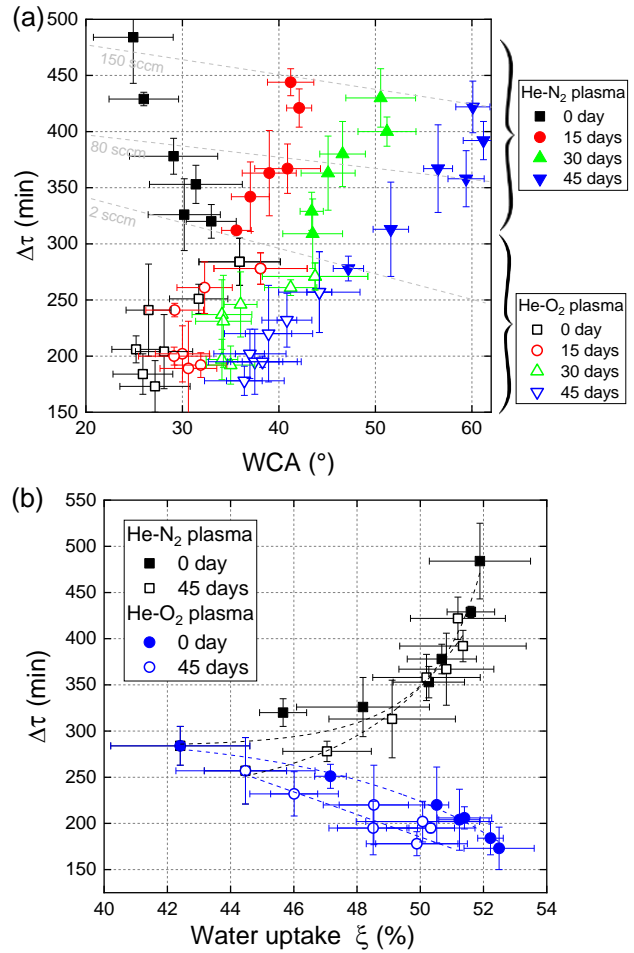 (a)
500
450
400
350
300
250
200
150
Δτ (min)
150 sccm
80 sccm
2 sccm
20 30 40 50 60
WCA (°)
He-N₂ plasma
0 day
15 days
30 days
45 days
He-O₂ plasma
0 day
15 days
30 days
45 days
(b)
550
500
450
400
350
300
250
200
150
Δτ (min)
He-N₂ plasma
0 day
45 days
He-O₂ plasma
0 day
45 days
40 42 44 46 48 50 52 54
Water uptake ξ (%)